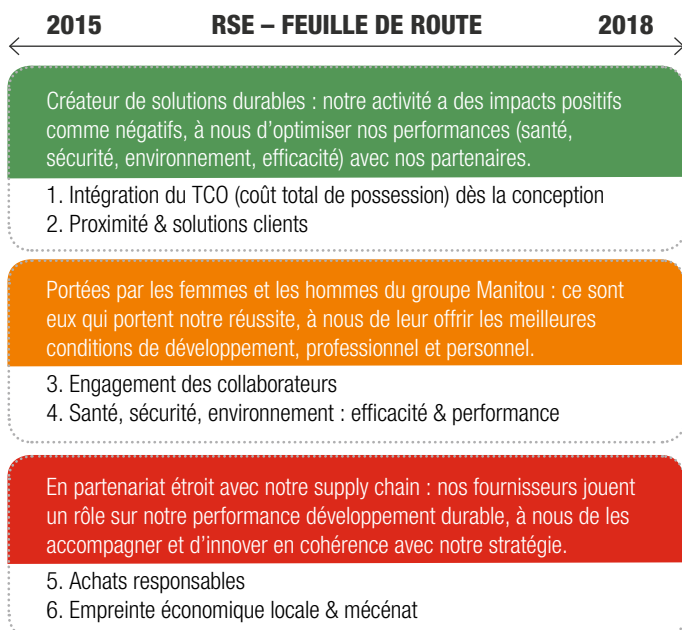 2015 RSE – FEUILLE DE ROUTE 2018
Créateur de solutions durables : notre activité a des impacts positifs
comme négatifs, à nous d’optimiser nos performances (santé,
sécurité, environnement, efficacité) avec nos partenaires.
1. Intégration du TCO (coût total de possession) dès la conception
2. Proximité & solutions clients
Portées par les femmes et les hommes du groupe Manitou : ce sont
eux qui portent notre réussite, à nous de leur offrir les meilleures
conditions de développement, professionnel et personnel.
3. Engagement des collaborateurs
4. Santé, sécurité, environnement : efficacité & performance
En partenariat étroit avec notre supply chain : nos fournisseurs jouent
un rôle sur notre performance développement durable, à nous de les
accompagner et d’innover en cohérence avec notre stratégie.
5. Achats responsables
6. Empreinte économique locale & mécénat